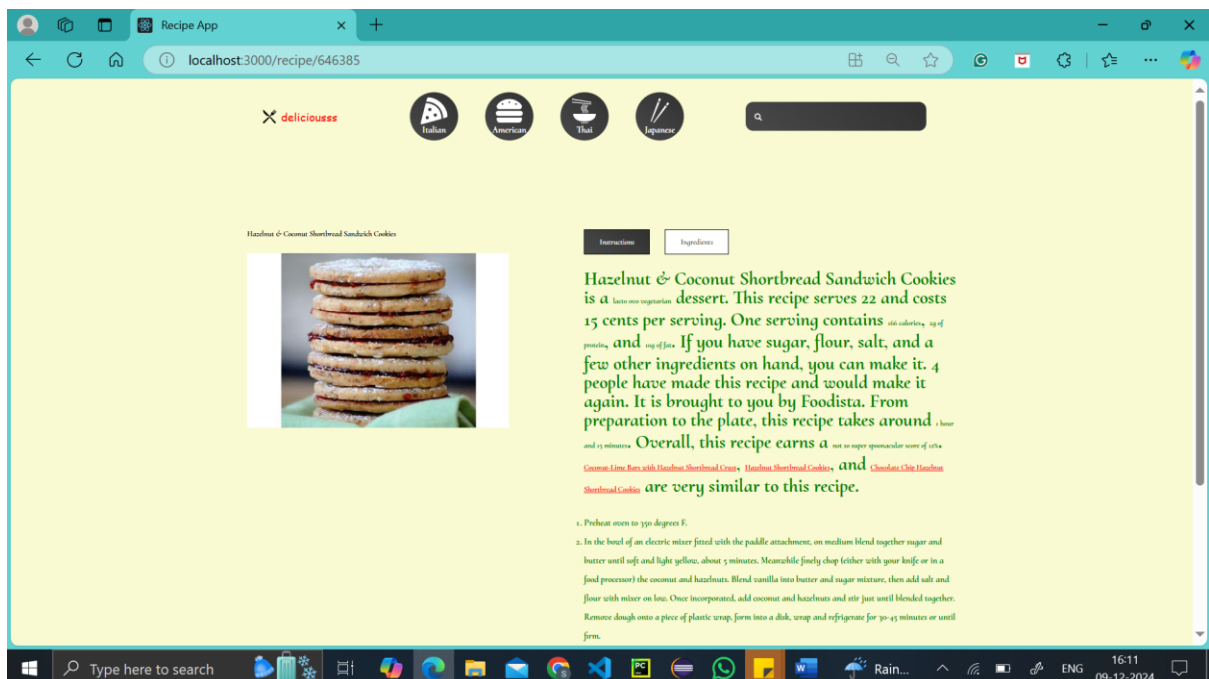 Recipe App
localhost:3000/recipe/646385
deliciousss
Italian
American
Thai
Japanese
Hazelnut & Coconut Shortbread Sandwich Cookies
Instructions
Ingredients
Hazelnut & Coconut Shortbread Sandwich Cookies
is a lacto ovo vegetarian dessert. This recipe serves 22 and costs
15 cents per serving. One serving contains 166 calories, 2g of
protein, and 11g of fat. If you have sugar, flour, salt, and a
few other ingredients on hand, you can make it. 4
people have made this recipe and would make it
again. It is brought to you by Foodista. From
preparation to the plate, this recipe takes around 1 hour
and 15 minutes. Overall, this recipe earns a not so super spoonacular score of 12%.
Coconut-Lime Bars with Hazelnut Shortbread Crust, Hazelnut Shortbread Cookies, and Chocolate Chip Hazelnut
Shortbread Cookies are very similar to this recipe.
1. Preheat oven to 350 degrees F.
2. In the bowl of an electric mixer fitted with the paddle attachment, on medium blend together sugar and
butter until soft and light yellow, about 5 minutes. Meanwhile finely chop (either with your knife or in a
food processor) the coconut and hazelnuts. Blend vanilla into butter and sugar mixture, then add salt and
flour with mixer on low. Once incorporated, add coconut and hazelnuts and stir just until blended together.
Remove dough onto a piece of plastic wrap, form into a disk, wrap and refrigerate for 30-45 minutes or until
firm.
Type here to search
Rain...
ENG
16:11
09-12-2024